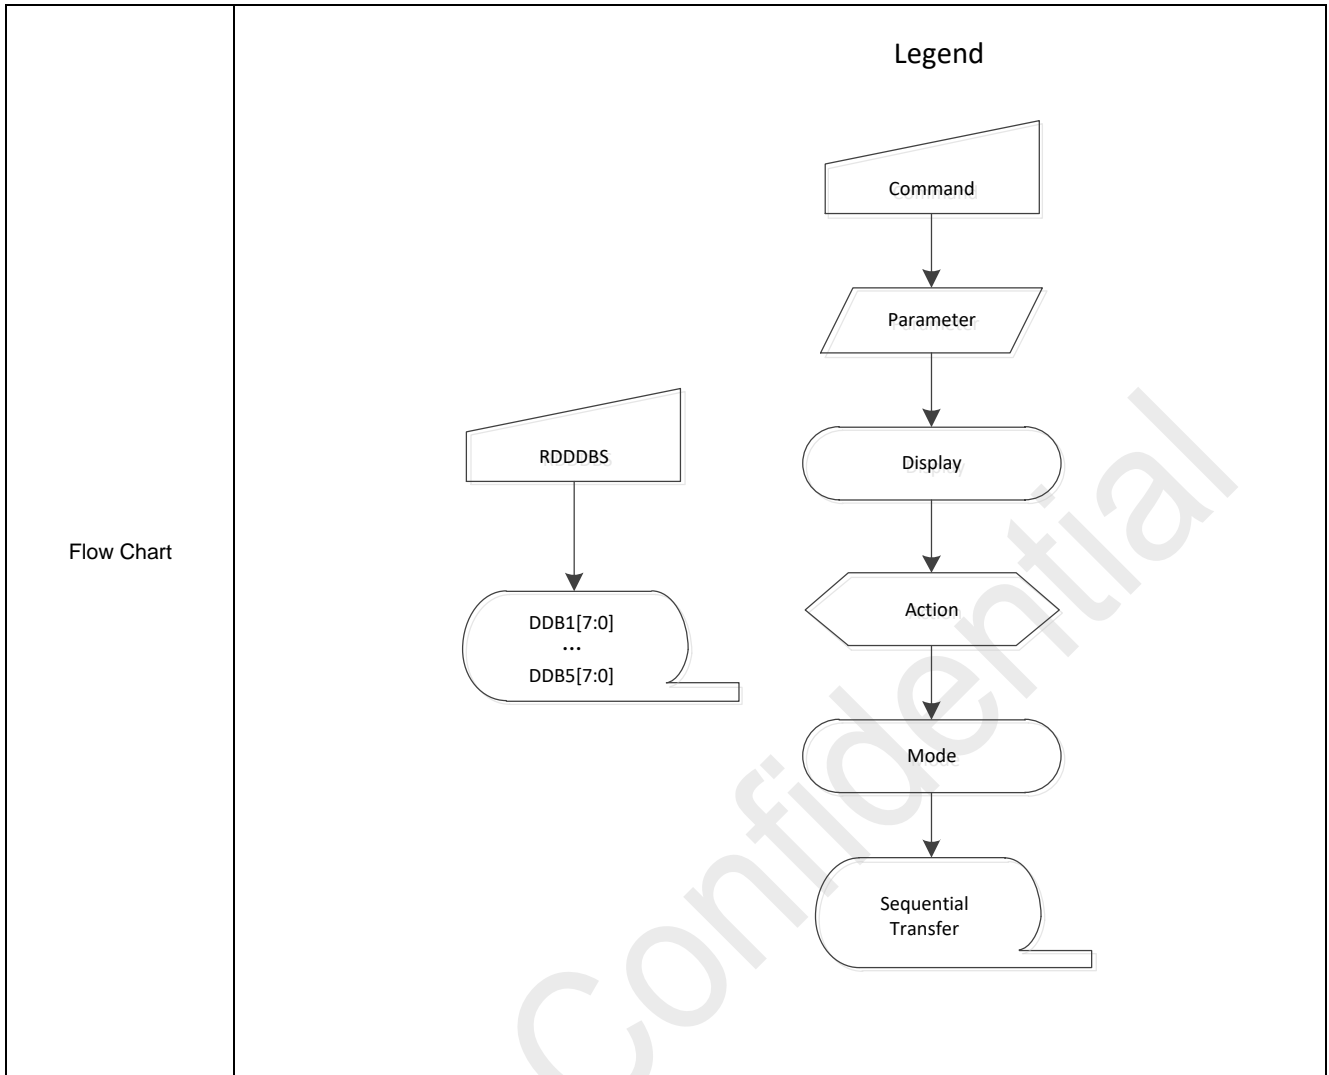 Flow Chart
RDDDBS
DDB1[7:0]
...
DDB5[7:0]
Legend
Command
Parameter
Display
Action
Mode
Sequential
Transfer
Confidential